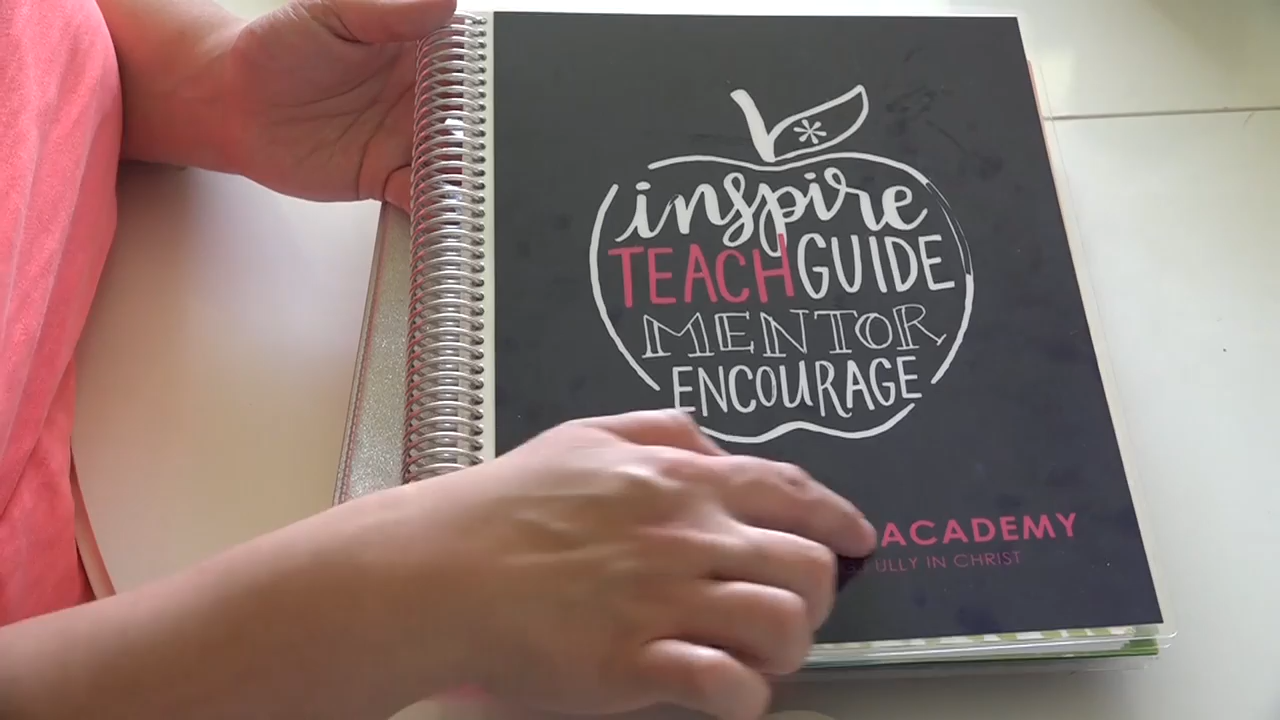 inspire
TEACH GUIDE
MENTOR
ENCOURAGE
ACADEMY
IN CHRIST